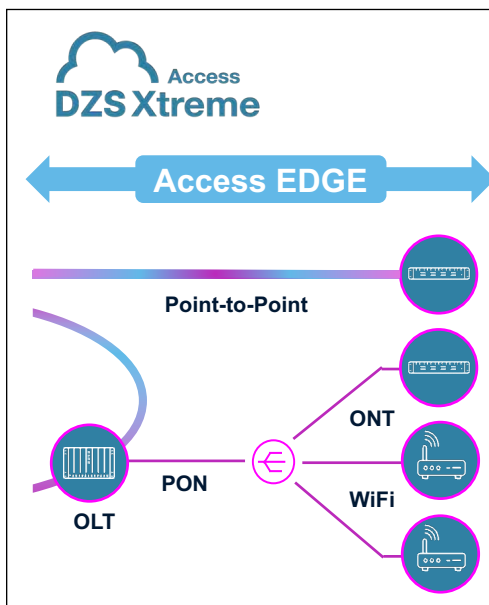 Access
DZS Xtreme
Access EDGE
Point-to-Point
ONT
PON
WiFi
OLT